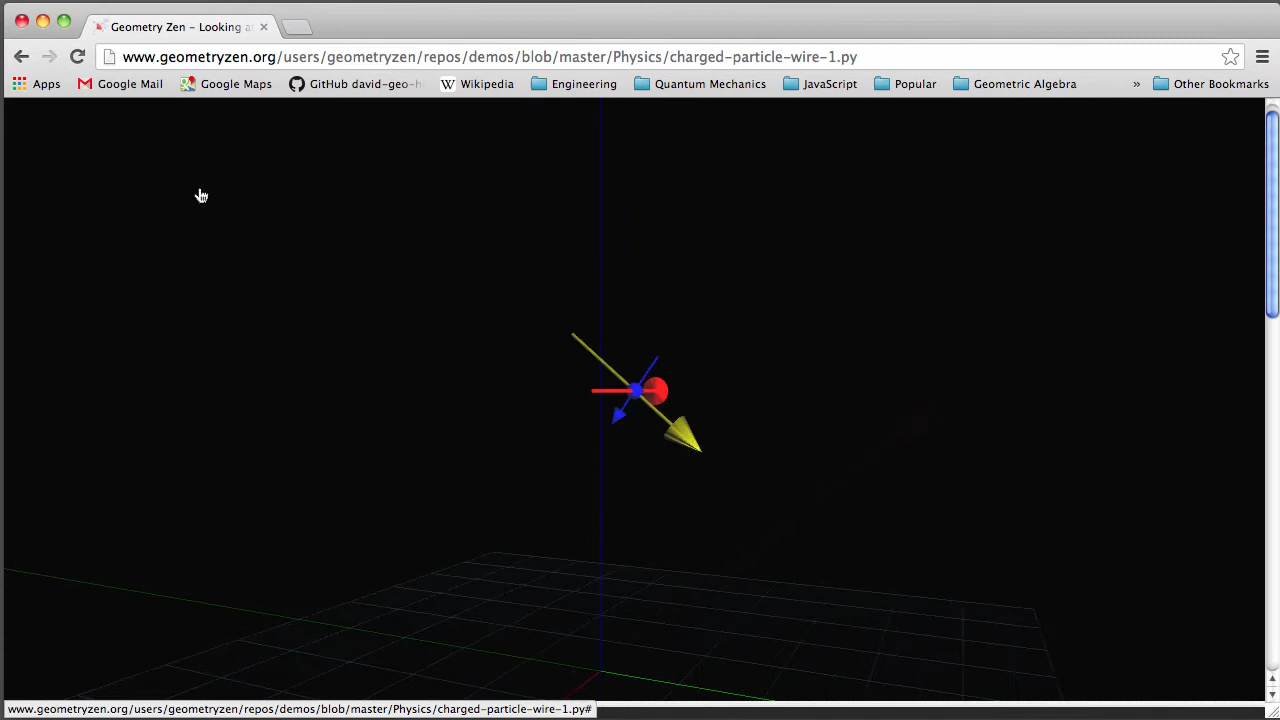 Geometry Zen – Looking a
www.geometryzen.org/users/geometryzen/repos/demos/blob/master/Physics/charged-particle-wire-1.py
Apps Google Mail Google Maps GitHub david-geo-h Wikipedia Engineering Quantum Mechanics JavaScript Popular Geometric Algebra » Other Bookmarks
www.geometryzen.org/users/geometryzen/repos/demos/blob/master/Physics/charged-particle-wire-1.py#